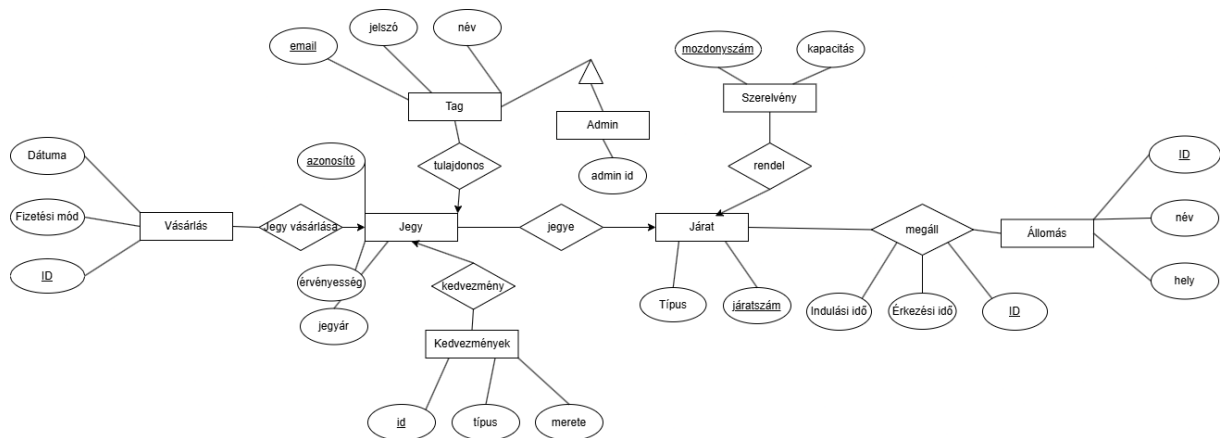 jelszó
név
email
Tag
Admin
admin id
mozdonyszám
kapacitás
Szerelvény
rendel
tulajdonos
azonosító
Dátuma
Fizetési mód
ID
Vásárlás
Jegy vásárlása
Jegy
jegye
Járat
megáll
Állomás
ID
név
hely
érvényesség
jegyár
kedvezmény
Kedvezmények
id
típus
merete
Típus
járatszám
Indulási idő
Érkezési idő
ID